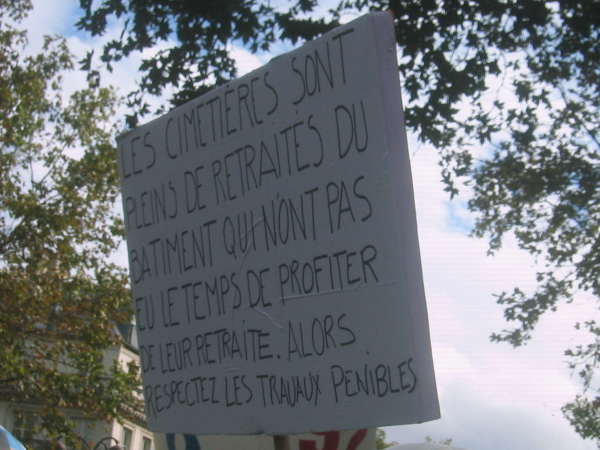 LES CIMETIÈRES SONT
PLEINS DE RETRAITÉS DU
BATIMENT QUI N'ONT PAS
EU LE TEMPS DE PROFITER
DE LEUR RETRAITE. ALORS
RESPECTEZ LES TRAVAUX PENIBLES